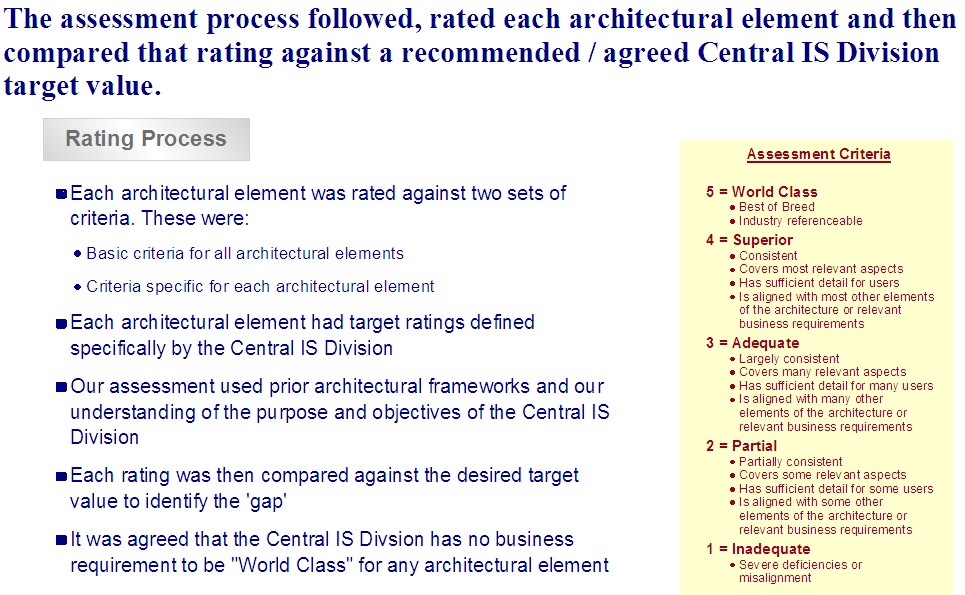 The assessment process followed, rated each architectural element and then
compared that rating against a recommended / agreed Central IS Division
target value.
Rating Process
Each architectural element was rated against two sets of
criteria. These were:
Basic criteria for all architectural elements
Criteria specific for each architectural element
Each architectural element had target ratings defined
specifically by the Central IS Division
Our assessment used prior architectural frameworks and our
understanding of the purpose and objectives of the Central IS
Division
Each rating was then compared against the desired target
value to identify the 'gap'
It was agreed that the Central IS Divsion has no business
requirement to be "World Class" for any architectural element
Assessment Criteria
5 = World Class
Best of Breed
Industry referenceable
4 = Superior
Consistent
Covers most relevant aspects
Has sufficient detail for users
Is aligned with most other elements
of the architecture or relevant
business requirements
3 = Adequate
Largely consistent
Covers many relevant aspects
Has sufficient detail for many users
Is aligned with many other
elements of the architecture or
relevant business requirements
2 = Partial
Partially consistent
Covers some relevant aspects
Has sufficient detail for some users
Is aligned with some other
elements of the architecture or
relevant business requirements
1 = Inadequate
Severe deficiencies or
misalignment